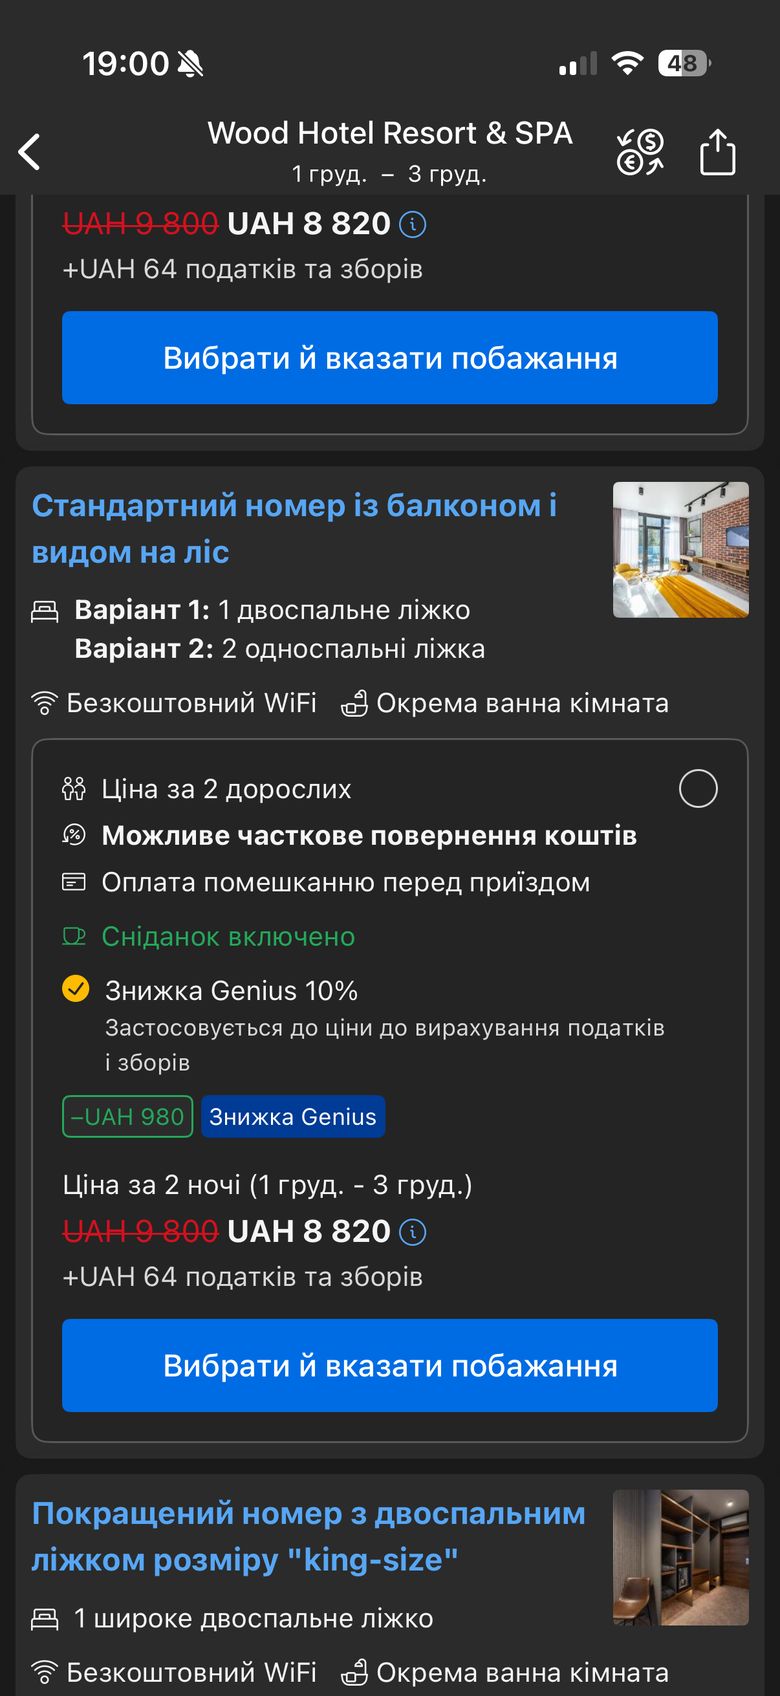 19:00
48
Wood Hotel Resort & SPA
1 груд. – 3 груд.
UAH 9 800 UAH 8 820
+UAH 64 податків та зборів
Вибрати й вказати побажання
Стандартний номер із балконом і
видом на ліс
Варіант 1: 1 двоспальне ліжко
Варіант 2: 2 односпальні ліжка
Безкоштовний WiFi Окрема ванна кімната
Ціна за 2 дорослих
Можливе часткове повернення коштів
Оплата помешканню перед приїздом
Сніданок включено
Знижка Genius 10%
Застосовується до ціни до вирахування податків
і зборів
–UAH 980 Знижка Genius
Ціна за 2 ночі (1 груд. - 3 груд.)
UAH 9 800 UAH 8 820
+UAH 64 податків та зборів
Вибрати й вказати побажання
Покращений номер з двоспальним
ліжком розміру "king-size"
1 широке двоспальне ліжко
Безкоштовний WiFi Окрема ванна кімната